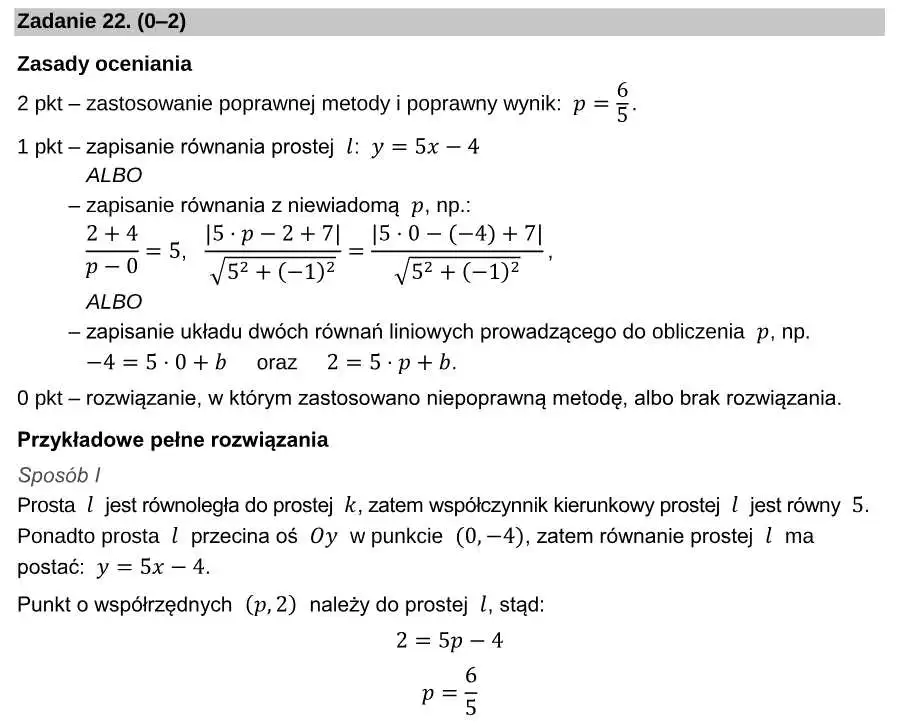 Zadanie 22. (0–2)
Zasady oceniania
2 pkt – zastosowanie poprawnej metody i poprawny wynik: p = 6/5.
1 pkt – zapisanie równania prostej l: y = 5x − 4
ALBO
– zapisanie równania z niewiadomą p, np.:
(2 + 4)/(p − 0) = 5, |5 · p − 2 + 7|/√(5² + (−1)²) = |5 · 0 − (−4) + 7|/√(5² + (−1)²),
ALBO
– zapisanie układu dwóch równań liniowych prowadzącego do obliczenia p, np.
−4 = 5 · 0 + b oraz 2 = 5 · p + b.
0 pkt – rozwiązanie, w którym zastosowano niepoprawną metodę, albo brak rozwiązania.
Przykładowe pełne rozwiązania
Sposób I
Prosta l jest równoległa do prostej k, zatem współczynnik kierunkowy prostej l jest równy 5.
Ponadto prosta l przecina oś Oy w punkcie (0, −4), zatem równanie prostej l ma
postać: y = 5x − 4.
Punkt o współrzędnych (p, 2) należy do prostej l, stąd:
2 = 5p − 4
p = 6/5